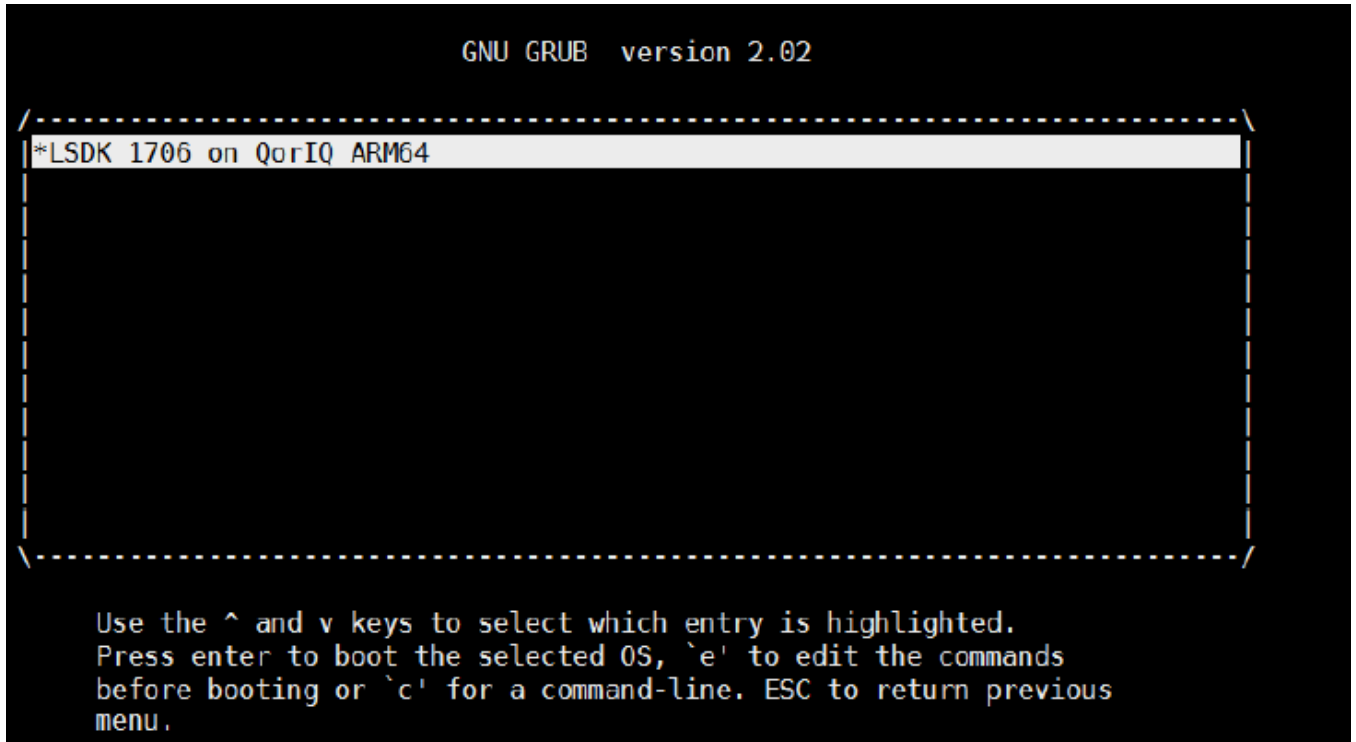 GNU GRUB  version 2.02
*LSDK 1706 on QorIQ ARM64
Use the ^ and v keys to select which entry is highlighted.
Press enter to boot the selected OS, `e' to edit the commands
before booting or `c' for a command-line. ESC to return previous
menu.